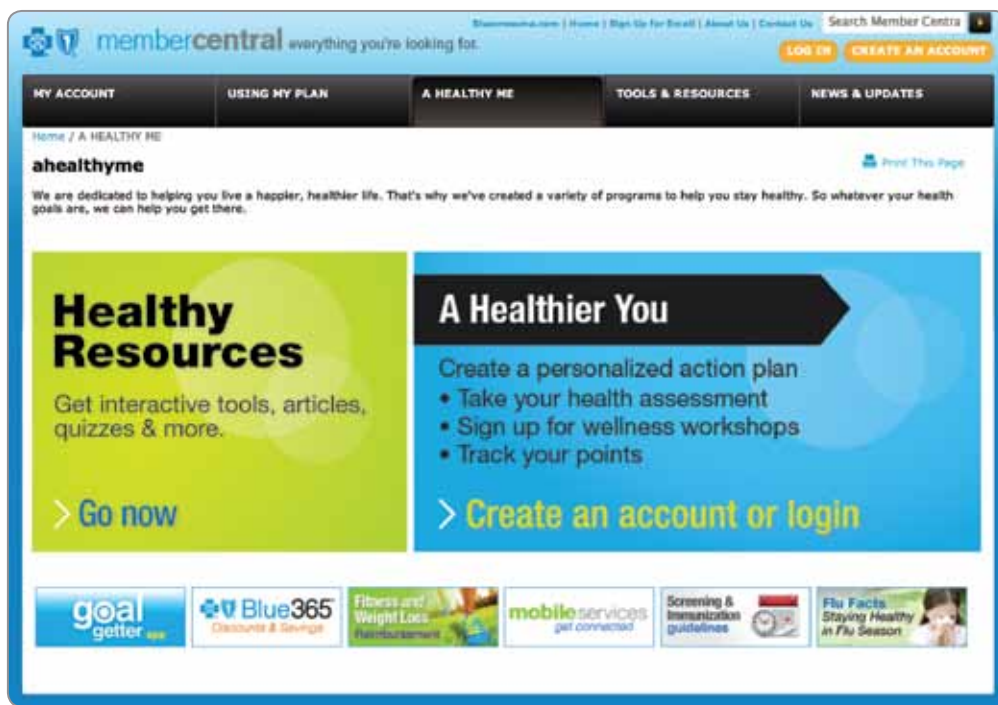 Home | Sign Up for Email | About Us | Contact Us
Search Member Centra
membercentral everything you're looking for.
LOG IN
CREATE AN ACCOUNT
MY ACCOUNT
USING MY PLAN
A HEALTHY ME
TOOLS & RESOURCES
NEWS & UPDATES
Home / A HEALTHY ME
ahealthyme
Print This Page
We are dedicated to helping you live a happier, healthier life. That's why we've created a variety of programs to help you stay healthy. So whatever your health
goals are, we can help you get there.
Healthy
Resources
Get interactive tools, articles,
quizzes & more.
> Go now
A Healthier You
Create a personalized action plan
• Take your health assessment
• Sign up for wellness workshops
• Track your points
> Create an account or login
goal
getter app
Blue365
Discounts & Savings
Fitness and
Weight Loss
Reimbursement
mobile services
get connected
Screening &
Immunization
guidelines
Flu Facts
Staying Healthy
in Flu Season